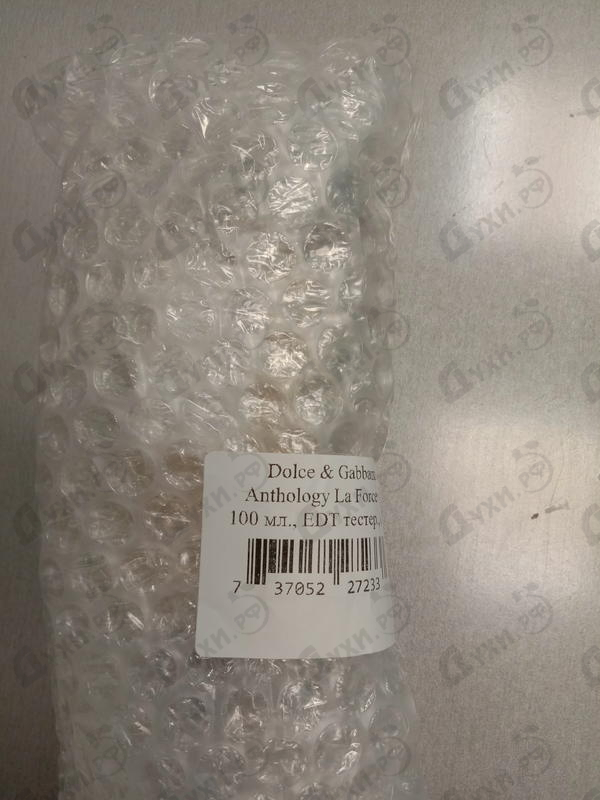 Dolce & Gabban
Anthology La Force
100 мл., EDT тестер,
7 37052 27233
Духи.рф